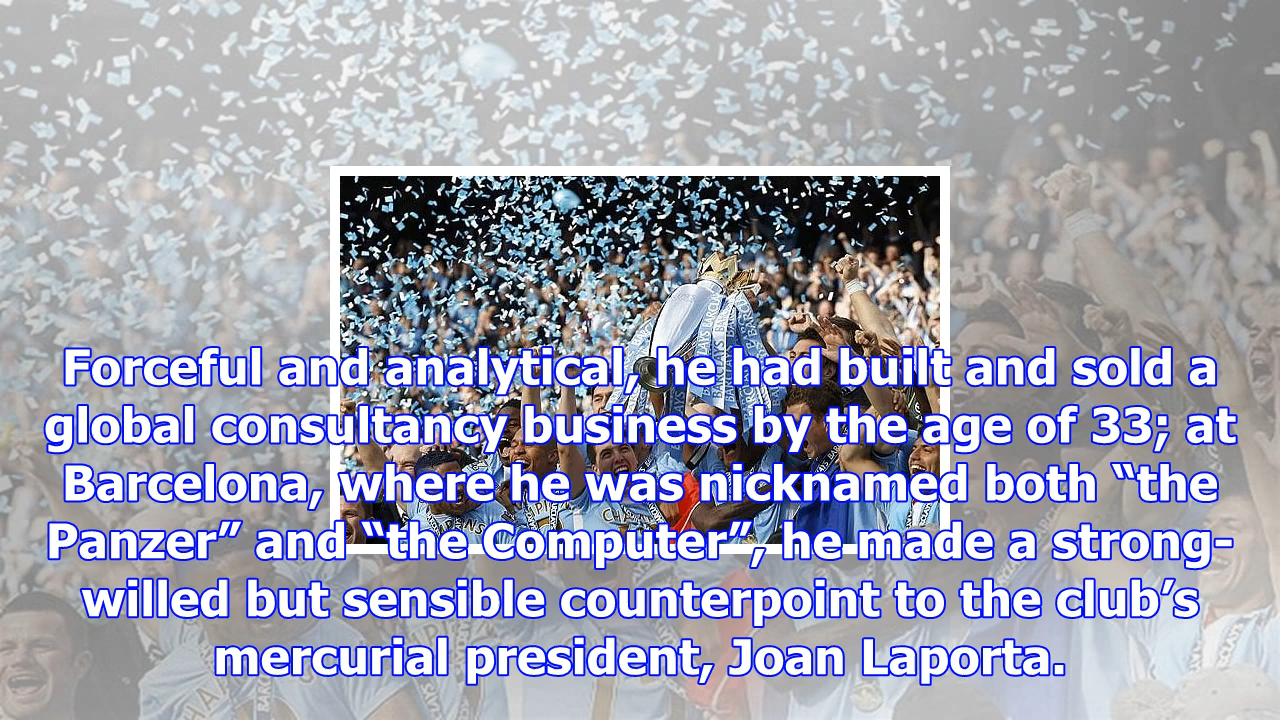 Forceful and analytical, he had built and sold a
global consultancy business by the age of 33; at
Barcelona, where he was nicknamed both “the
Panzer” and “the Computer”, he made a strong-
willed but sensible counterpoint to the club’s
mercurial president, Joan Laporta.